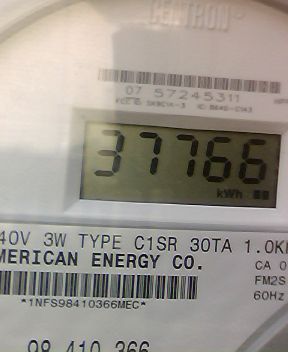 CENTRON
07 57245311
37766
kWh
40V 3W TYPE C1SR 30TA 1.0K
MERICAN ENERGY CO.
CA 0
FM2S
60Hz
*1NFS98410366MEC*
98 410 366